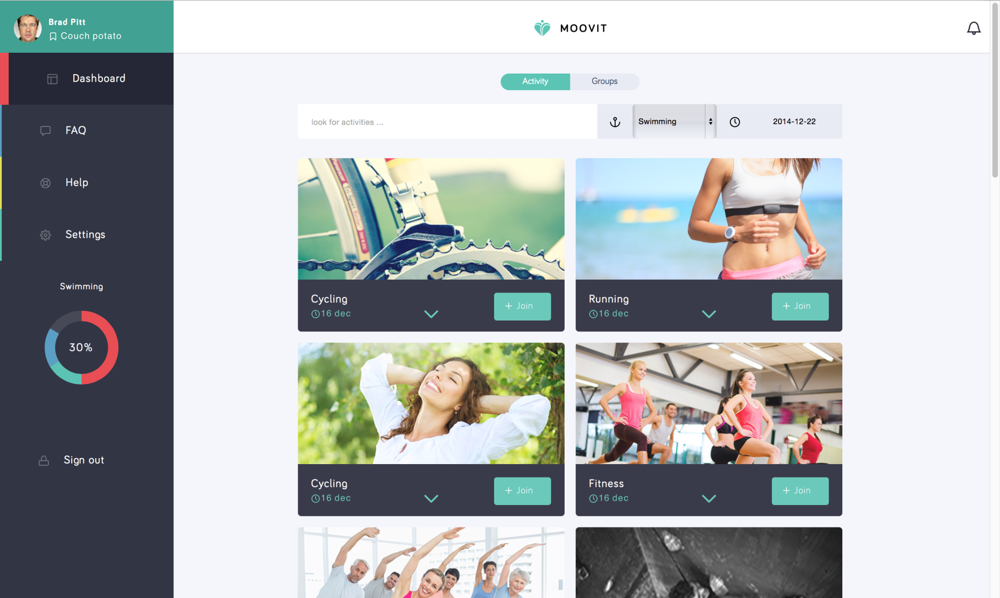 Brad Pitt
Couch potato
MOOVIT
Dashboard
FAQ
Help
Settings
Swimming
30%
Sign out
Activity
Groups
look for activities ...
Swimming
2014-12-22
Cycling
16 dec
+ Join
Running
16 dec
+ Join
Cycling
16 dec
+ Join
Fitness
16 dec
+ Join